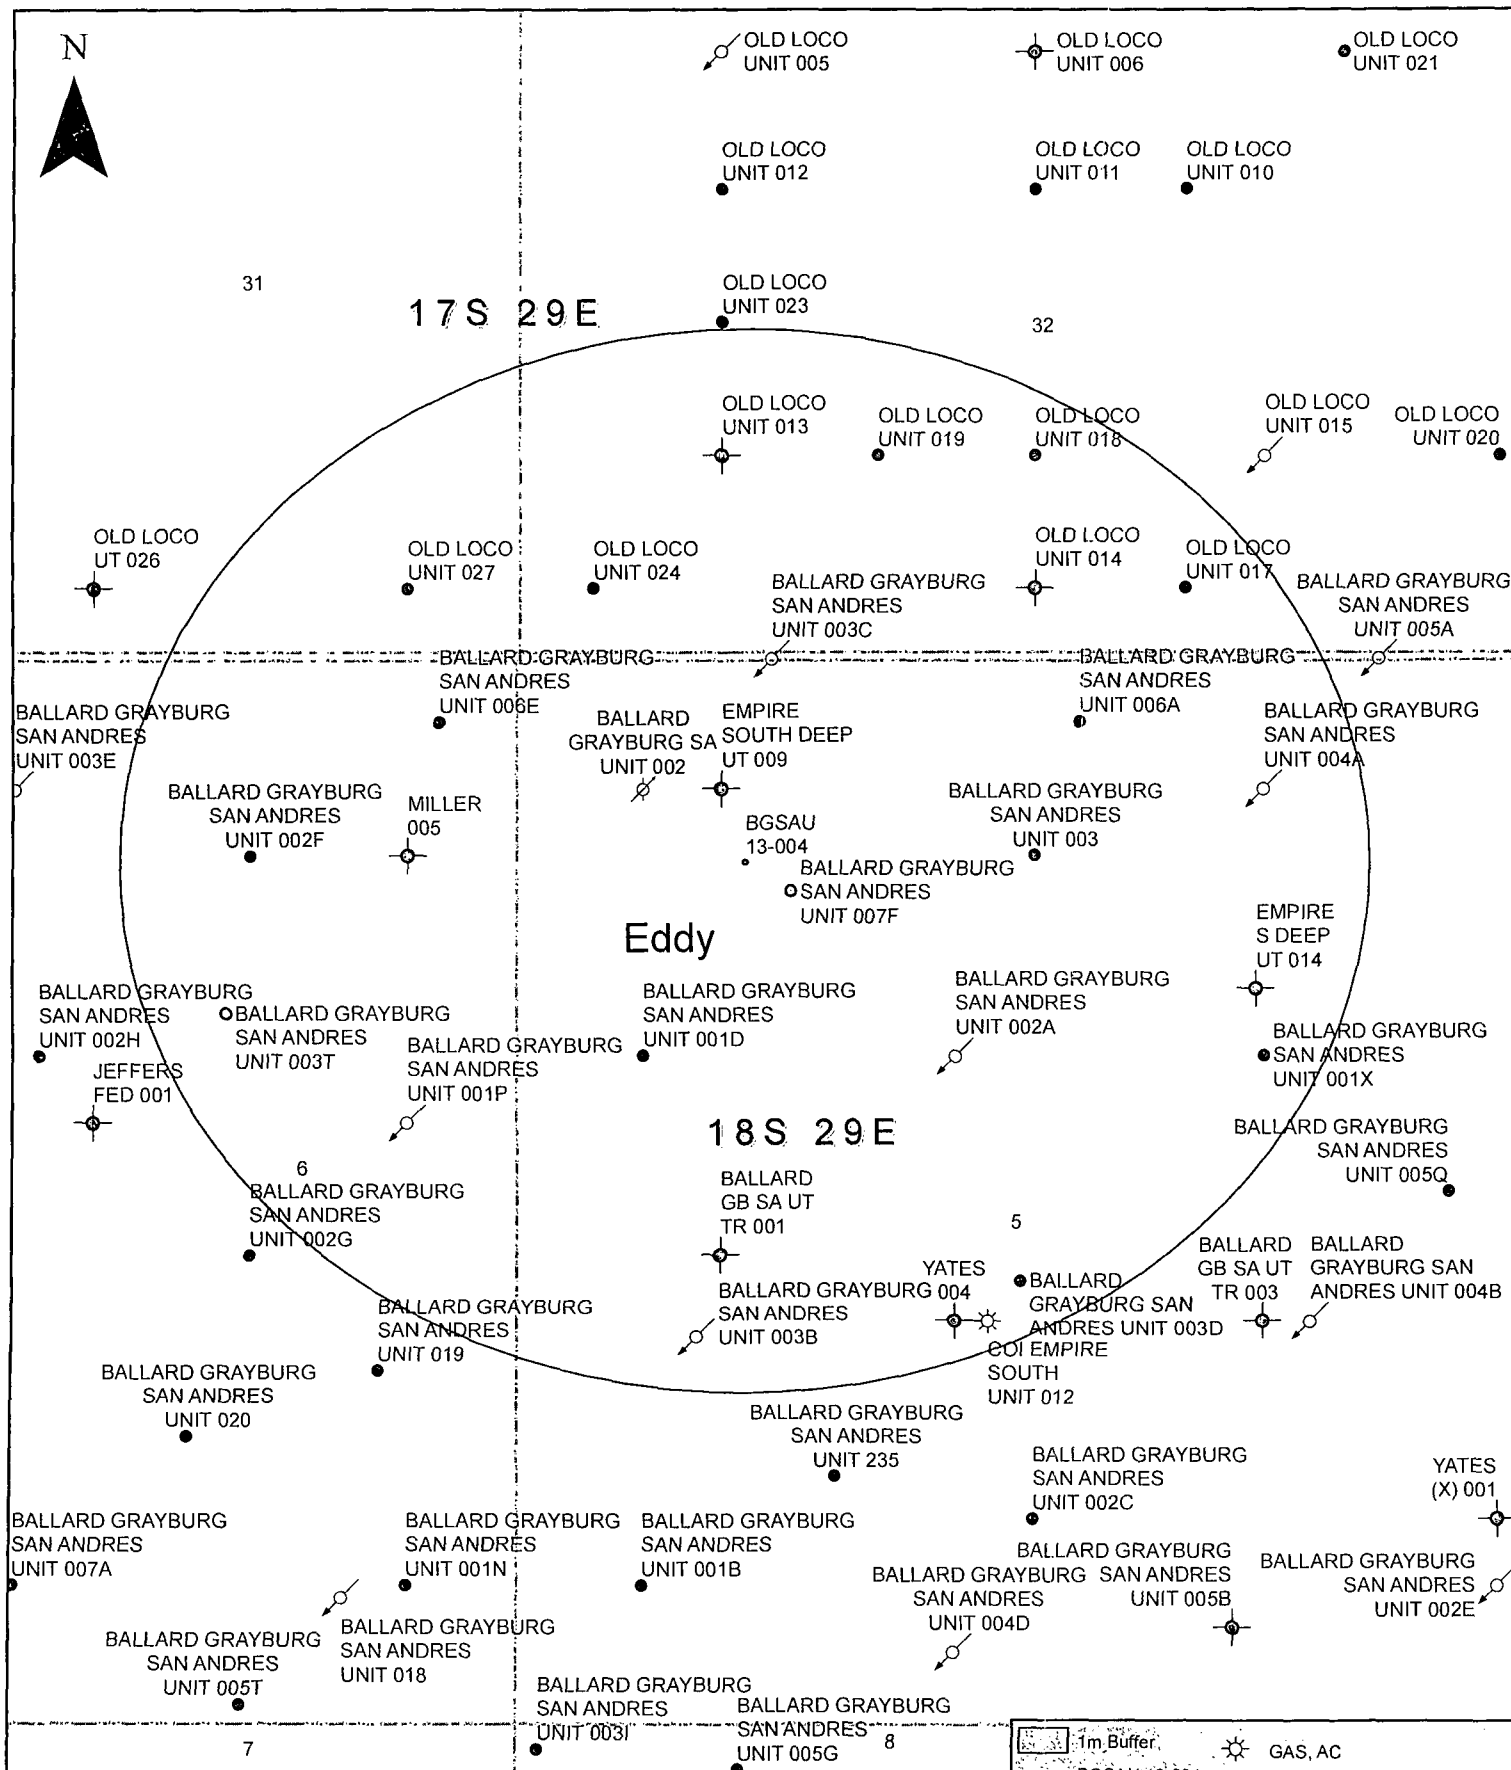 N
OLD LOCO
UNIT 005
OLD LOCO
UNIT 006
OLD LOCO
UNIT 021
OLD LOCO
UNIT 012
OLD LOCO
UNIT 011
OLD LOCO
UNIT 010
31
17S 29E
OLD LOCO
UNIT 023
32
OLD LOCO
UNIT 013
OLD LOCO
UNIT 019
OLD LOCO
UNIT 018
OLD LOCO
UNIT 015
OLD LOCO
UNIT 020
OLD LOCO
UT 026
OLD LOCO
UNIT 027
OLD LOCO
UNIT 024
OLD LOCO
UNIT 014
OLD LOCO
UNIT 017
BALLARD GRAYBURG
SAN ANDRES
UNIT 003C
BALLARD GRAYBURG
SAN ANDRES
UNIT 005A
BALLARD GRAYBURG
SAN ANDRES
UNIT 006E
BALLARD GRAYBURG
SAN ANDRES
UNIT 006A
BALLARD GRAYBURG
SAN ANDRES
UNIT 003E
BALLARD
GRAYBURG SA
UNIT 002
EMPIRE
SOUTH DEEP
UT 009
BALLARD GRAYBURG
SAN ANDRES
UNIT 004A
BALLARD GRAYBURG
SAN ANDRES
UNIT 002F
MILLER
005
BGSAU
13-004
BALLARD GRAYBURG
SAN ANDRES
UNIT 003
BALLARD GRAYBURG
SAN ANDRES
UNIT 007F
Eddy
EMPIRE
S DEEP
UT 014
BALLARD GRAYBURG
SAN ANDRES
UNIT 002H
BALLARD GRAYBURG
SAN ANDRES
UNIT 003T
BALLARD GRAYBURG
SAN ANDRES
UNIT 001D
BALLARD GRAYBURG
SAN ANDRES
UNIT 002A
JEFFERS
FED 001
BALLARD GRAYBURG
SAN ANDRES
UNIT 001P
BALLARD GRAYBURG
SAN ANDRES
UNIT 001X
18S 29E
BALLARD GRAYBURG
SAN ANDRES
UNIT 005Q
6
BALLARD GRAYBURG
SAN ANDRES
UNIT 002G
BALLARD
GB SA UT
TR 001
5
BALLARD GRAYBURG
SAN ANDRES
UNIT 019
BALLARD GRAYBURG
SAN ANDRES
UNIT 003B
YATES
004
BALLARD
GRAYBURG SAN
ANDRES UNIT 003D
BALLARD
GB SA UT
TR 003
BALLARD
GRAYBURG SAN
ANDRES UNIT 004B
COI EMPIRE
SOUTH
UNIT 012
BALLARD GRAYBURG
SAN ANDRES
UNIT 020
BALLARD GRAYBURG
SAN ANDRES
UNIT 235
BALLARD GRAYBURG
SAN ANDRES
UNIT 002C
YATES
(X) 001
BALLARD GRAYBURG
SAN ANDRES
UNIT 007A
BALLARD GRAYBURG
SAN ANDRES
UNIT 001N
BALLARD GRAYBURG
SAN ANDRES
UNIT 001B
BALLARD GRAYBURG
SAN ANDRES
UNIT 004D
BALLARD GRAYBURG
SAN ANDRES
UNIT 005B
BALLARD GRAYBURG
SAN ANDRES
UNIT 002E
BALLARD GRAYBURG
SAN ANDRES
UNIT 018
BALLARD GRAYBURG
SAN ANDRES
UNIT 005T
BALLARD GRAYBURG
SAN ANDRES
UNIT 003I
BALLARD GRAYBURG
SAN ANDRES
UNIT 005G
7
8
1m Buffer
GAS, AC